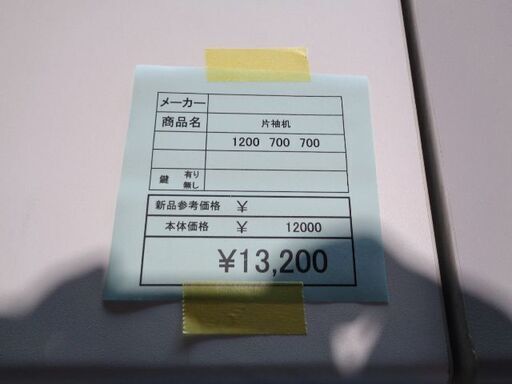 メーカー
商品名 片袖机
1200 700 700
鍵 有り 無し
新品参考価格 ¥
本体価格 ¥ 12000
¥13,200